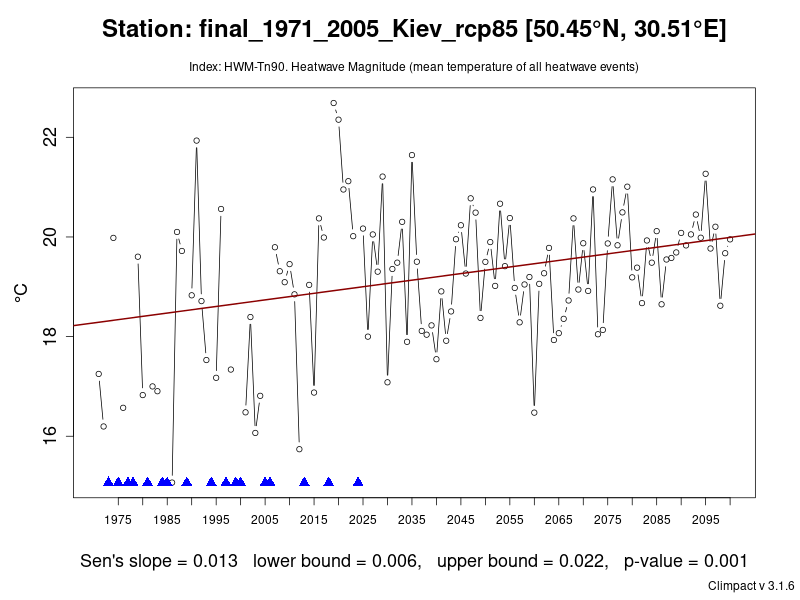 Station: final_1971_2005_Kiev_rcp85 [50.45°N, 30.51°E]
Index: HWM-Tn90. Heatwave Magnitude (mean temperature of all heatwave events)
22
20
18
16
°C
1975 1985 1995 2005 2015 2025 2035 2045 2055 2065 2075 2085 2095
Sen's slope = 0.013 lower bound = 0.006, upper bound = 0.022, p-value = 0.001
Climpact v 3.1.6